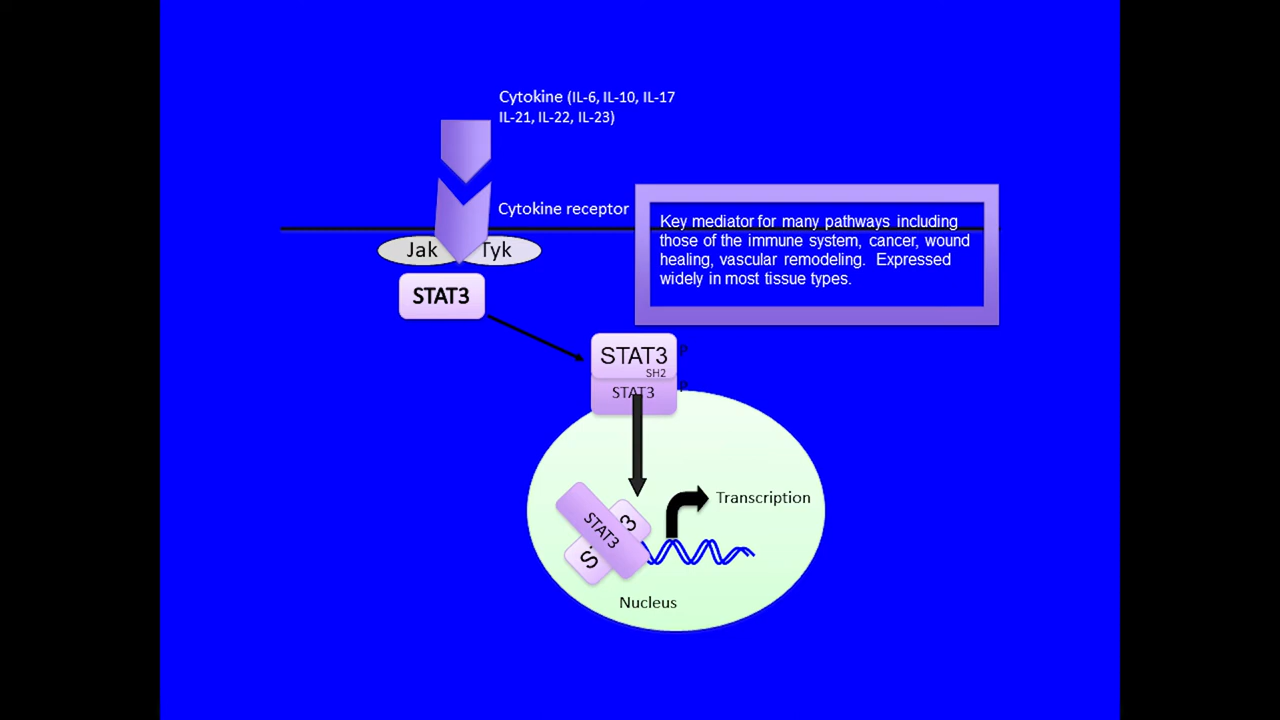 Cytokine (IL-6, IL-10, IL-17
IL-21, IL-22, IL-23)
Cytokine receptor
Key mediator for many pathways including
those of the immune system, cancer, wound
healing, vascular remodeling. Expressed
widely in most tissue types.
Jak
Tyk
STAT3
STAT3
P
SH2
STAT3
P
STAT3
S
3
Transcription
Nucleus